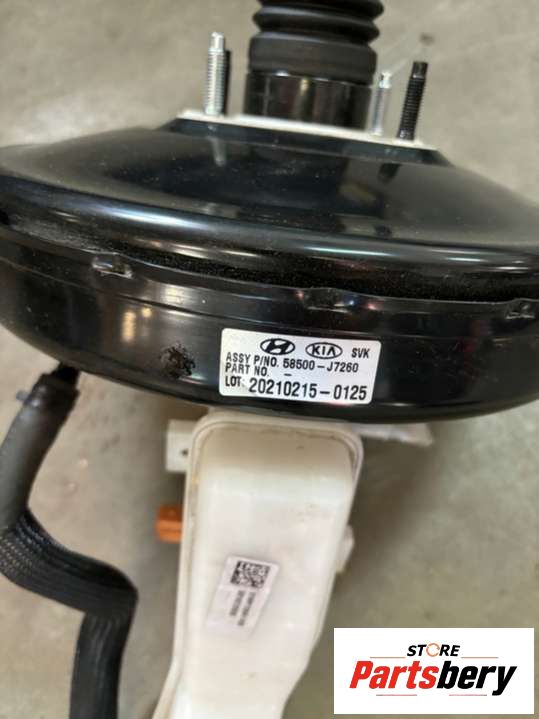 KIA SVK
ASSY P/NO. 58500-J7260
PART NO. -
LOT: 20210215-0125
STORE
Partsbery